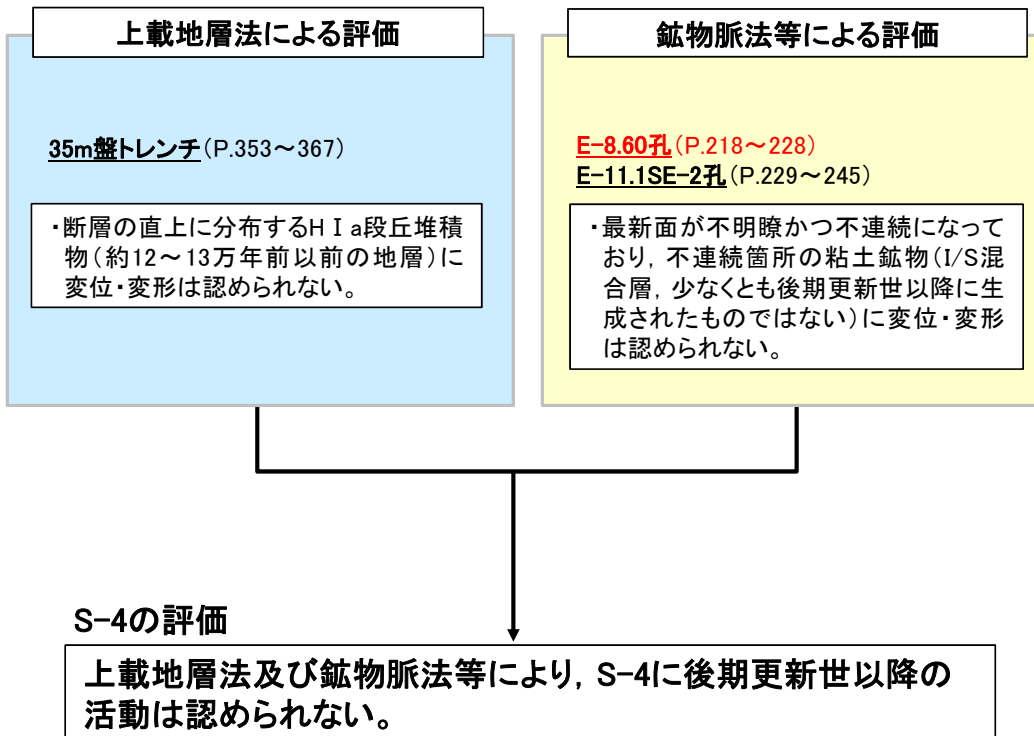 上載地層法による評価
35m盤トレンチ(P.353～367)
・断層の直上に分布するHⅠa段丘堆積
物(約12～13万年前以前の地層)に
変位・変形は認められない。
鉱物脈法等による評価
E-8.60孔(P.218～228)
E-11.1SE-2孔(P.229～245)
・最新面が不明瞭かつ不連続になって
おり，不連続箇所の粘土鉱物(I/S混
合層，少なくとも後期更新世以降に生
成されたものではない)に変位・変形
は認められない。
S-4の評価
上載地層法及び鉱物脈法等により，S-4に後期更新世以降の
活動は認められない。